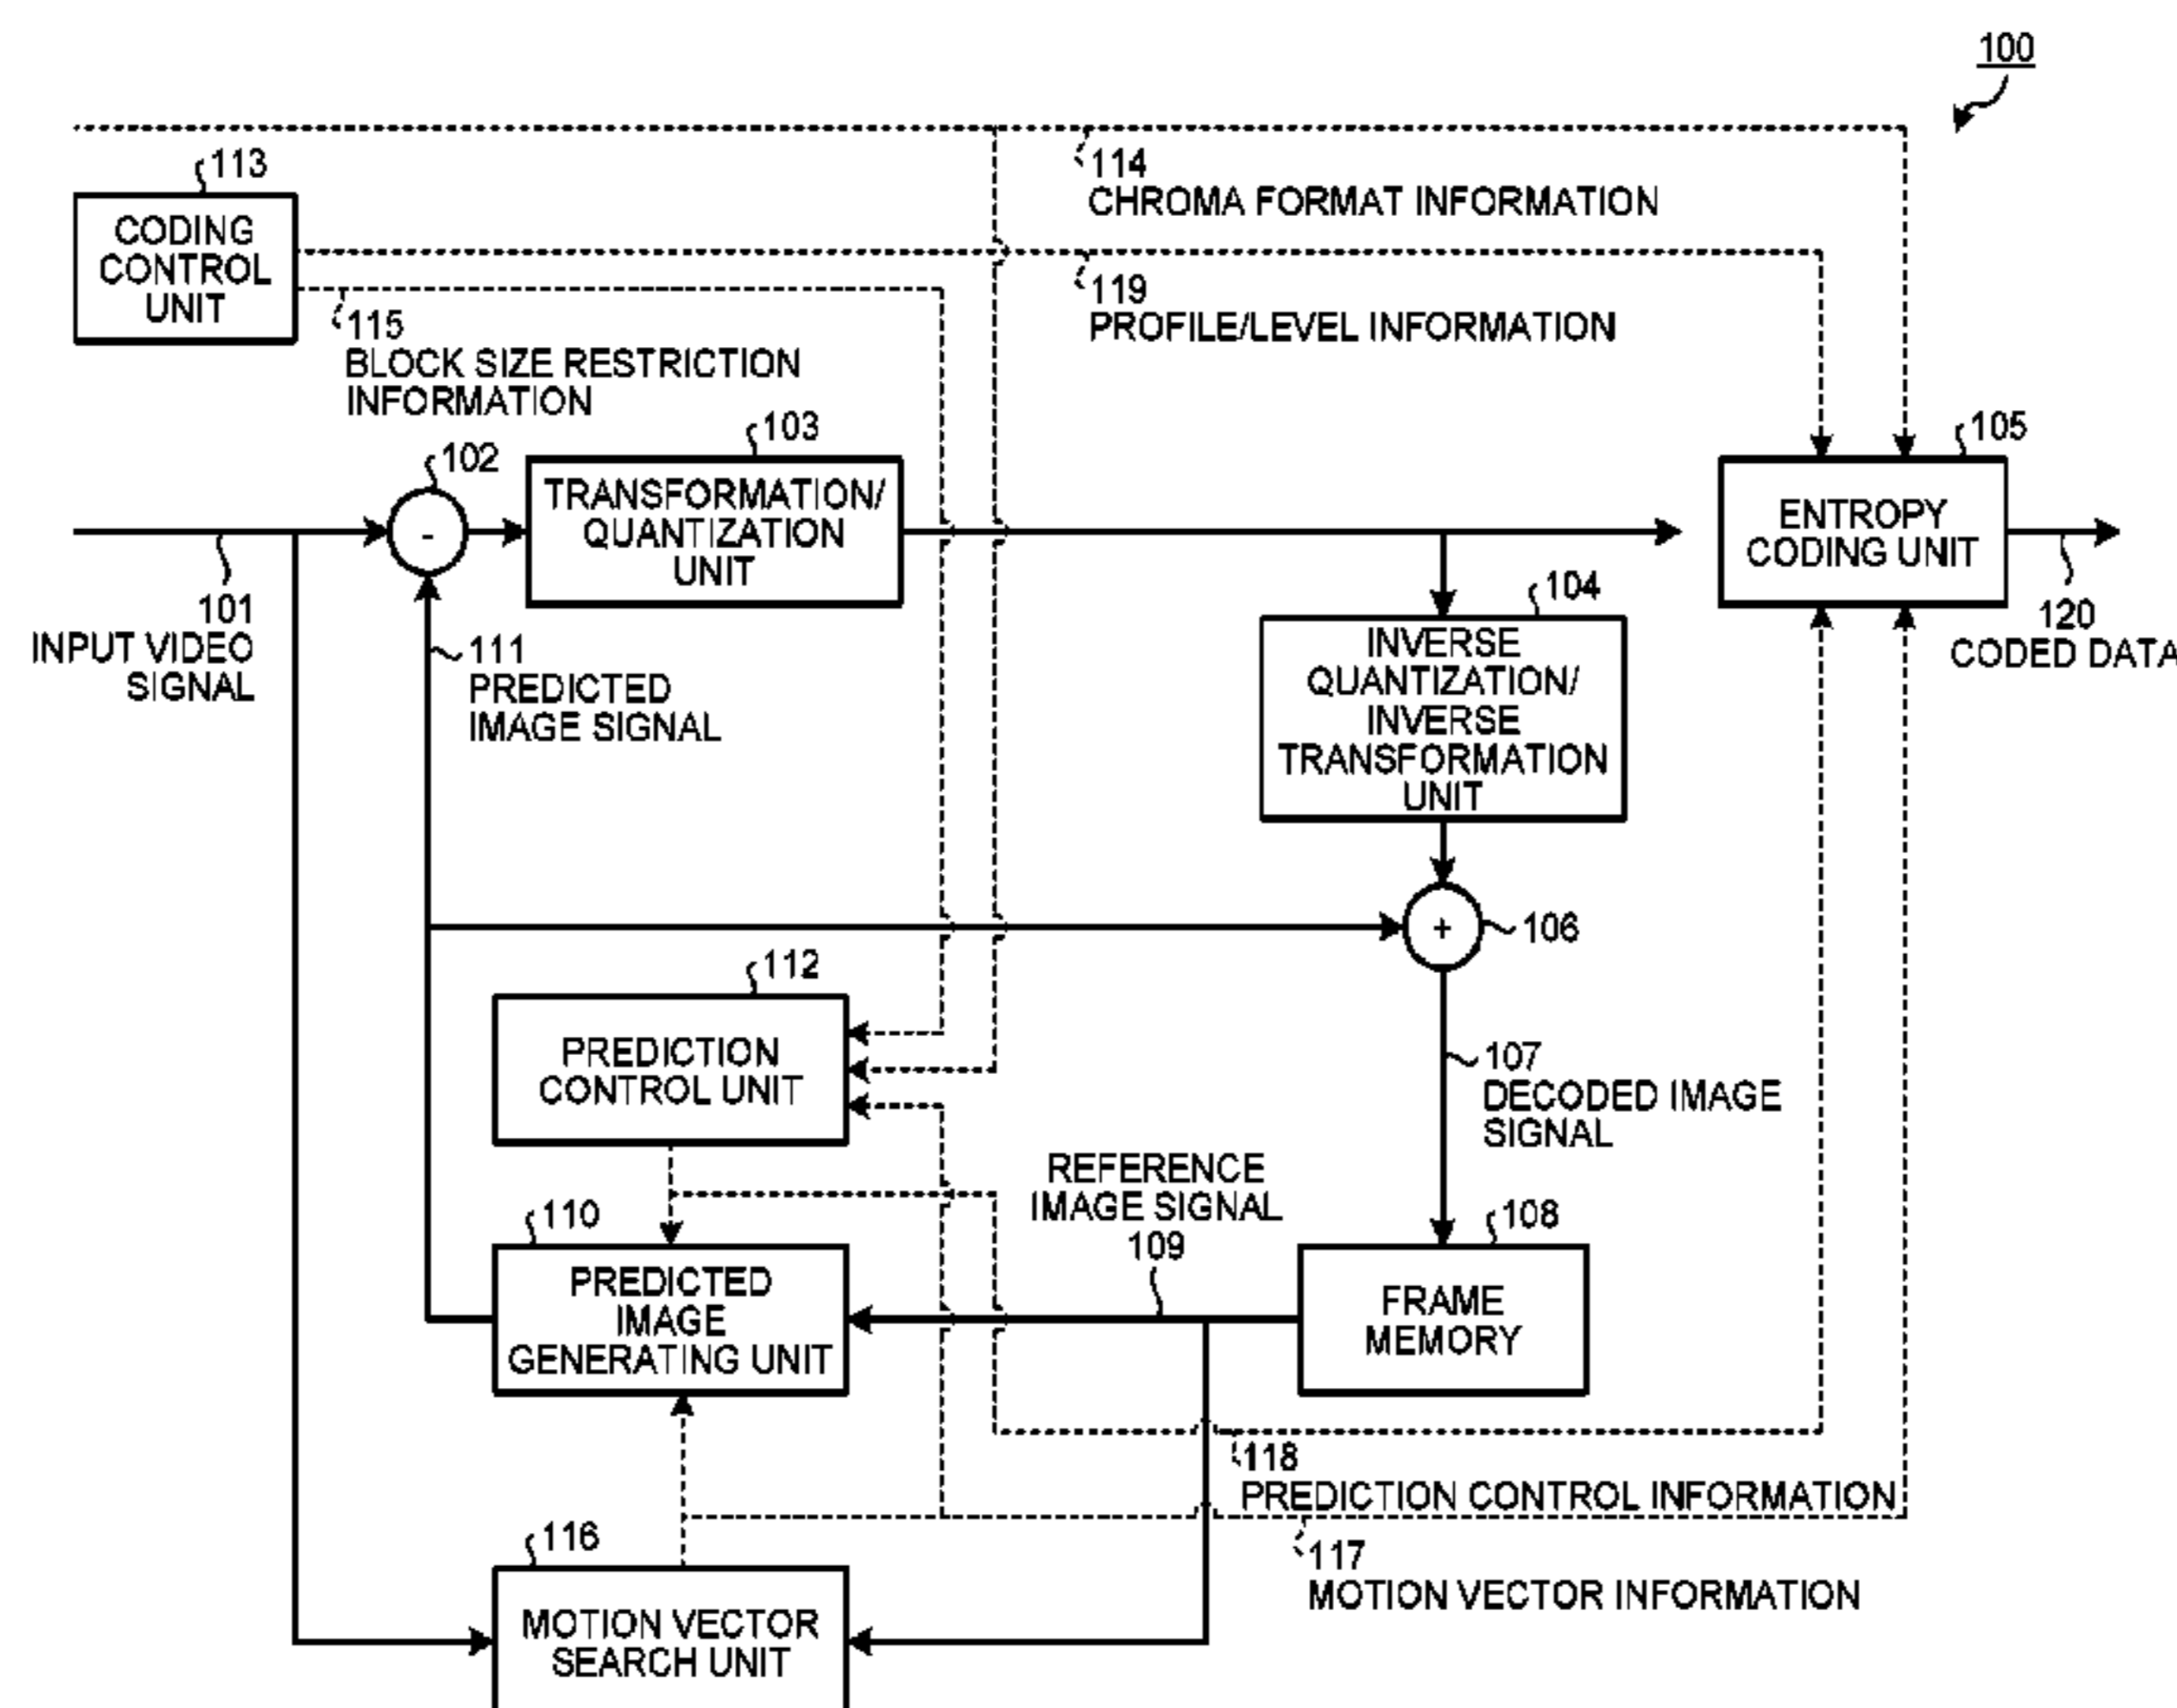 100
114
CHROMA FORMAT INFORMATION
113
CODING
CONTROL
UNIT
119
PROFILE/LEVEL INFORMATION
115
BLOCK SIZE RESTRICTION
INFORMATION
102
-
103
TRANSFORMATION/
QUANTIZATION
UNIT
105
ENTROPY
CODING UNIT
101
INPUT VIDEO
SIGNAL
111
PREDICTED
IMAGE SIGNAL
104
INVERSE
QUANTIZATION/
INVERSE
TRANSFORMATION
UNIT
120
CODED DATA
+
106
112
PREDICTION
CONTROL UNIT
107
DECODED IMAGE
SIGNAL
REFERENCE
IMAGE SIGNAL
109
110
PREDICTED
IMAGE
GENERATING UNIT
108
FRAME
MEMORY
118
PREDICTION CONTROL INFORMATION
116
MOTION VECTOR
SEARCH UNIT
117
MOTION VECTOR INFORMATION